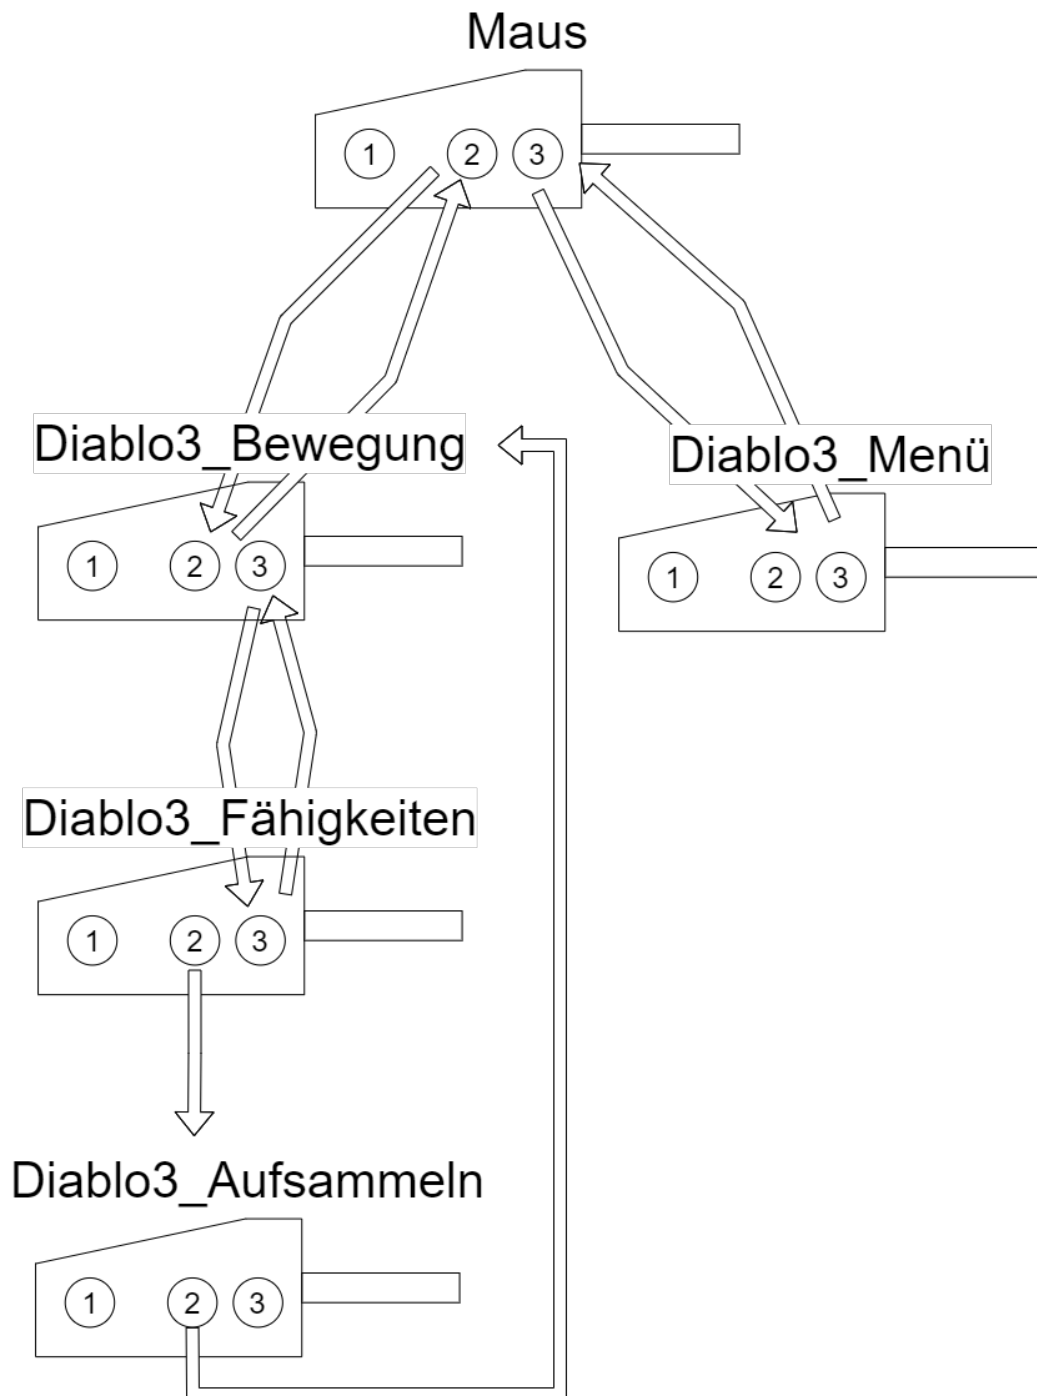 Maus
1 2 3
Diablo3_Bewegung
Diablo3_Menü
1 2 3
1 2 3
Diablo3_Fähigkeiten
1 2 3
Diablo3_Aufsammeln
1 2 3